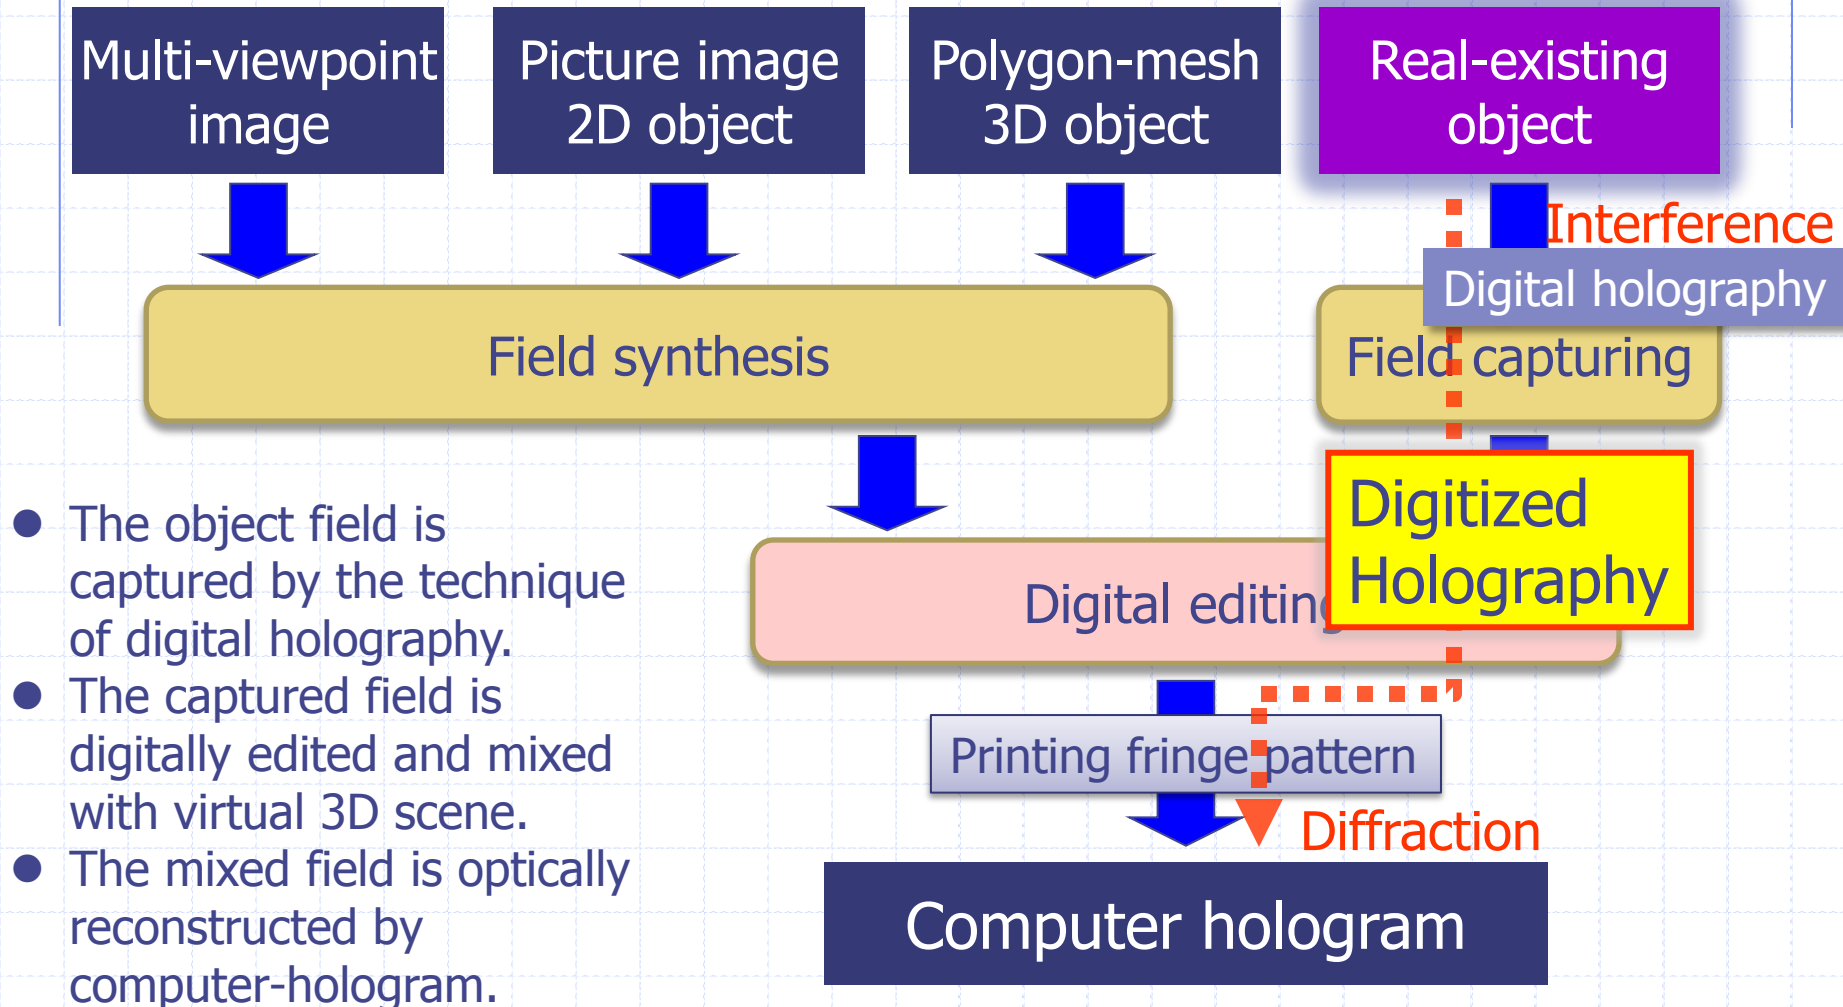 Multi-viewpoint
image
Picture image
2D object
Polygon-mesh
3D object
Real-existing
object
Interference
Digital holography
Field synthesis
Field capturing
Digitized
Holography
Digital editing
Printing fringe pattern
Diffraction
Computer hologram
● The object field is
captured by the technique
of digital holography.
● The captured field is
digitally edited and mixed
with virtual 3D scene.
● The mixed field is optically
reconstructed by
computer-hologram.